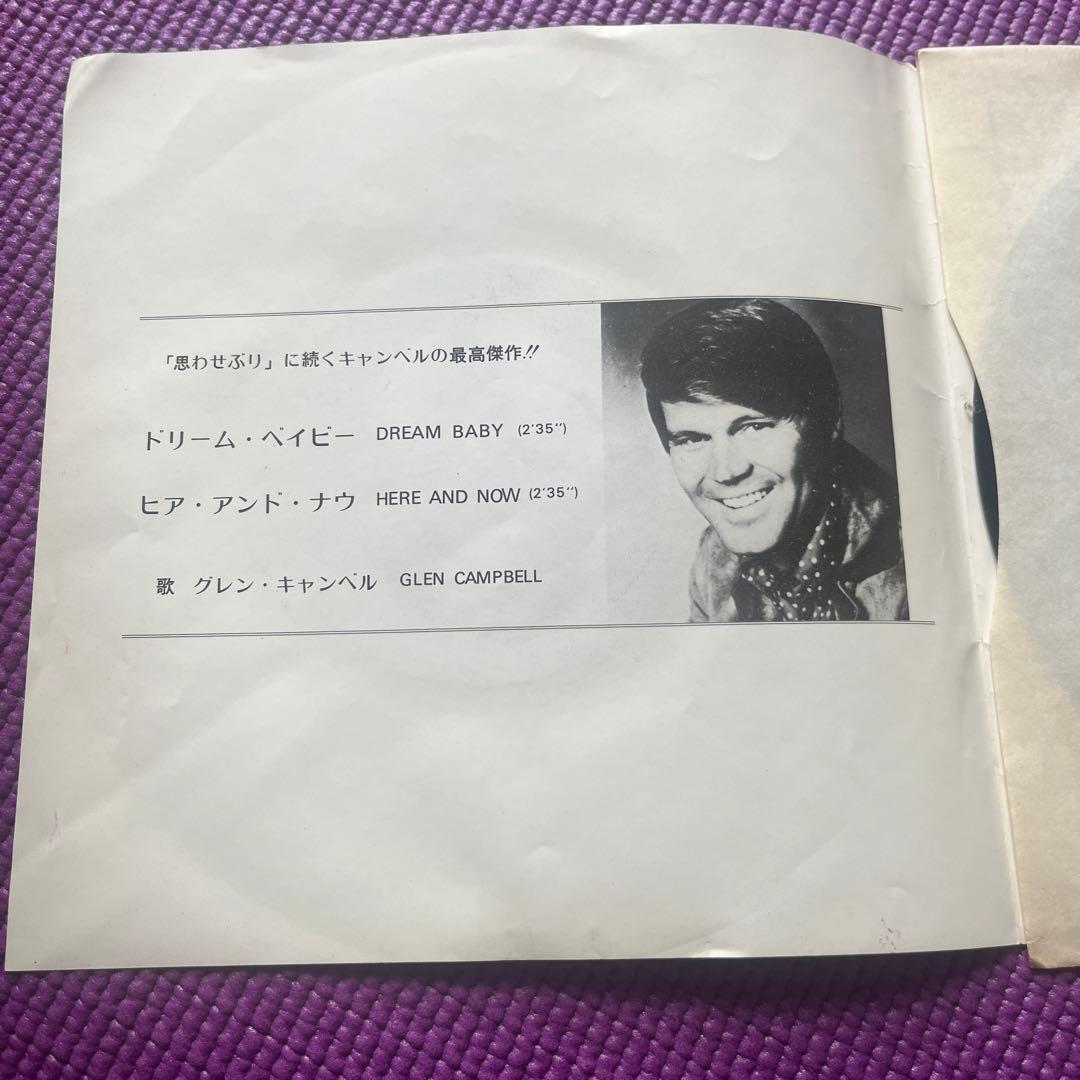 「思わせぶり」に続くキャンベルの最高傑作!!
ドリーム・ベイビー DREAM BABY (2'35")
ヒア・アンド・ナウ HERE AND NOW (2'35")
歌 グレン・キャンベル GLEN CAMPBELL